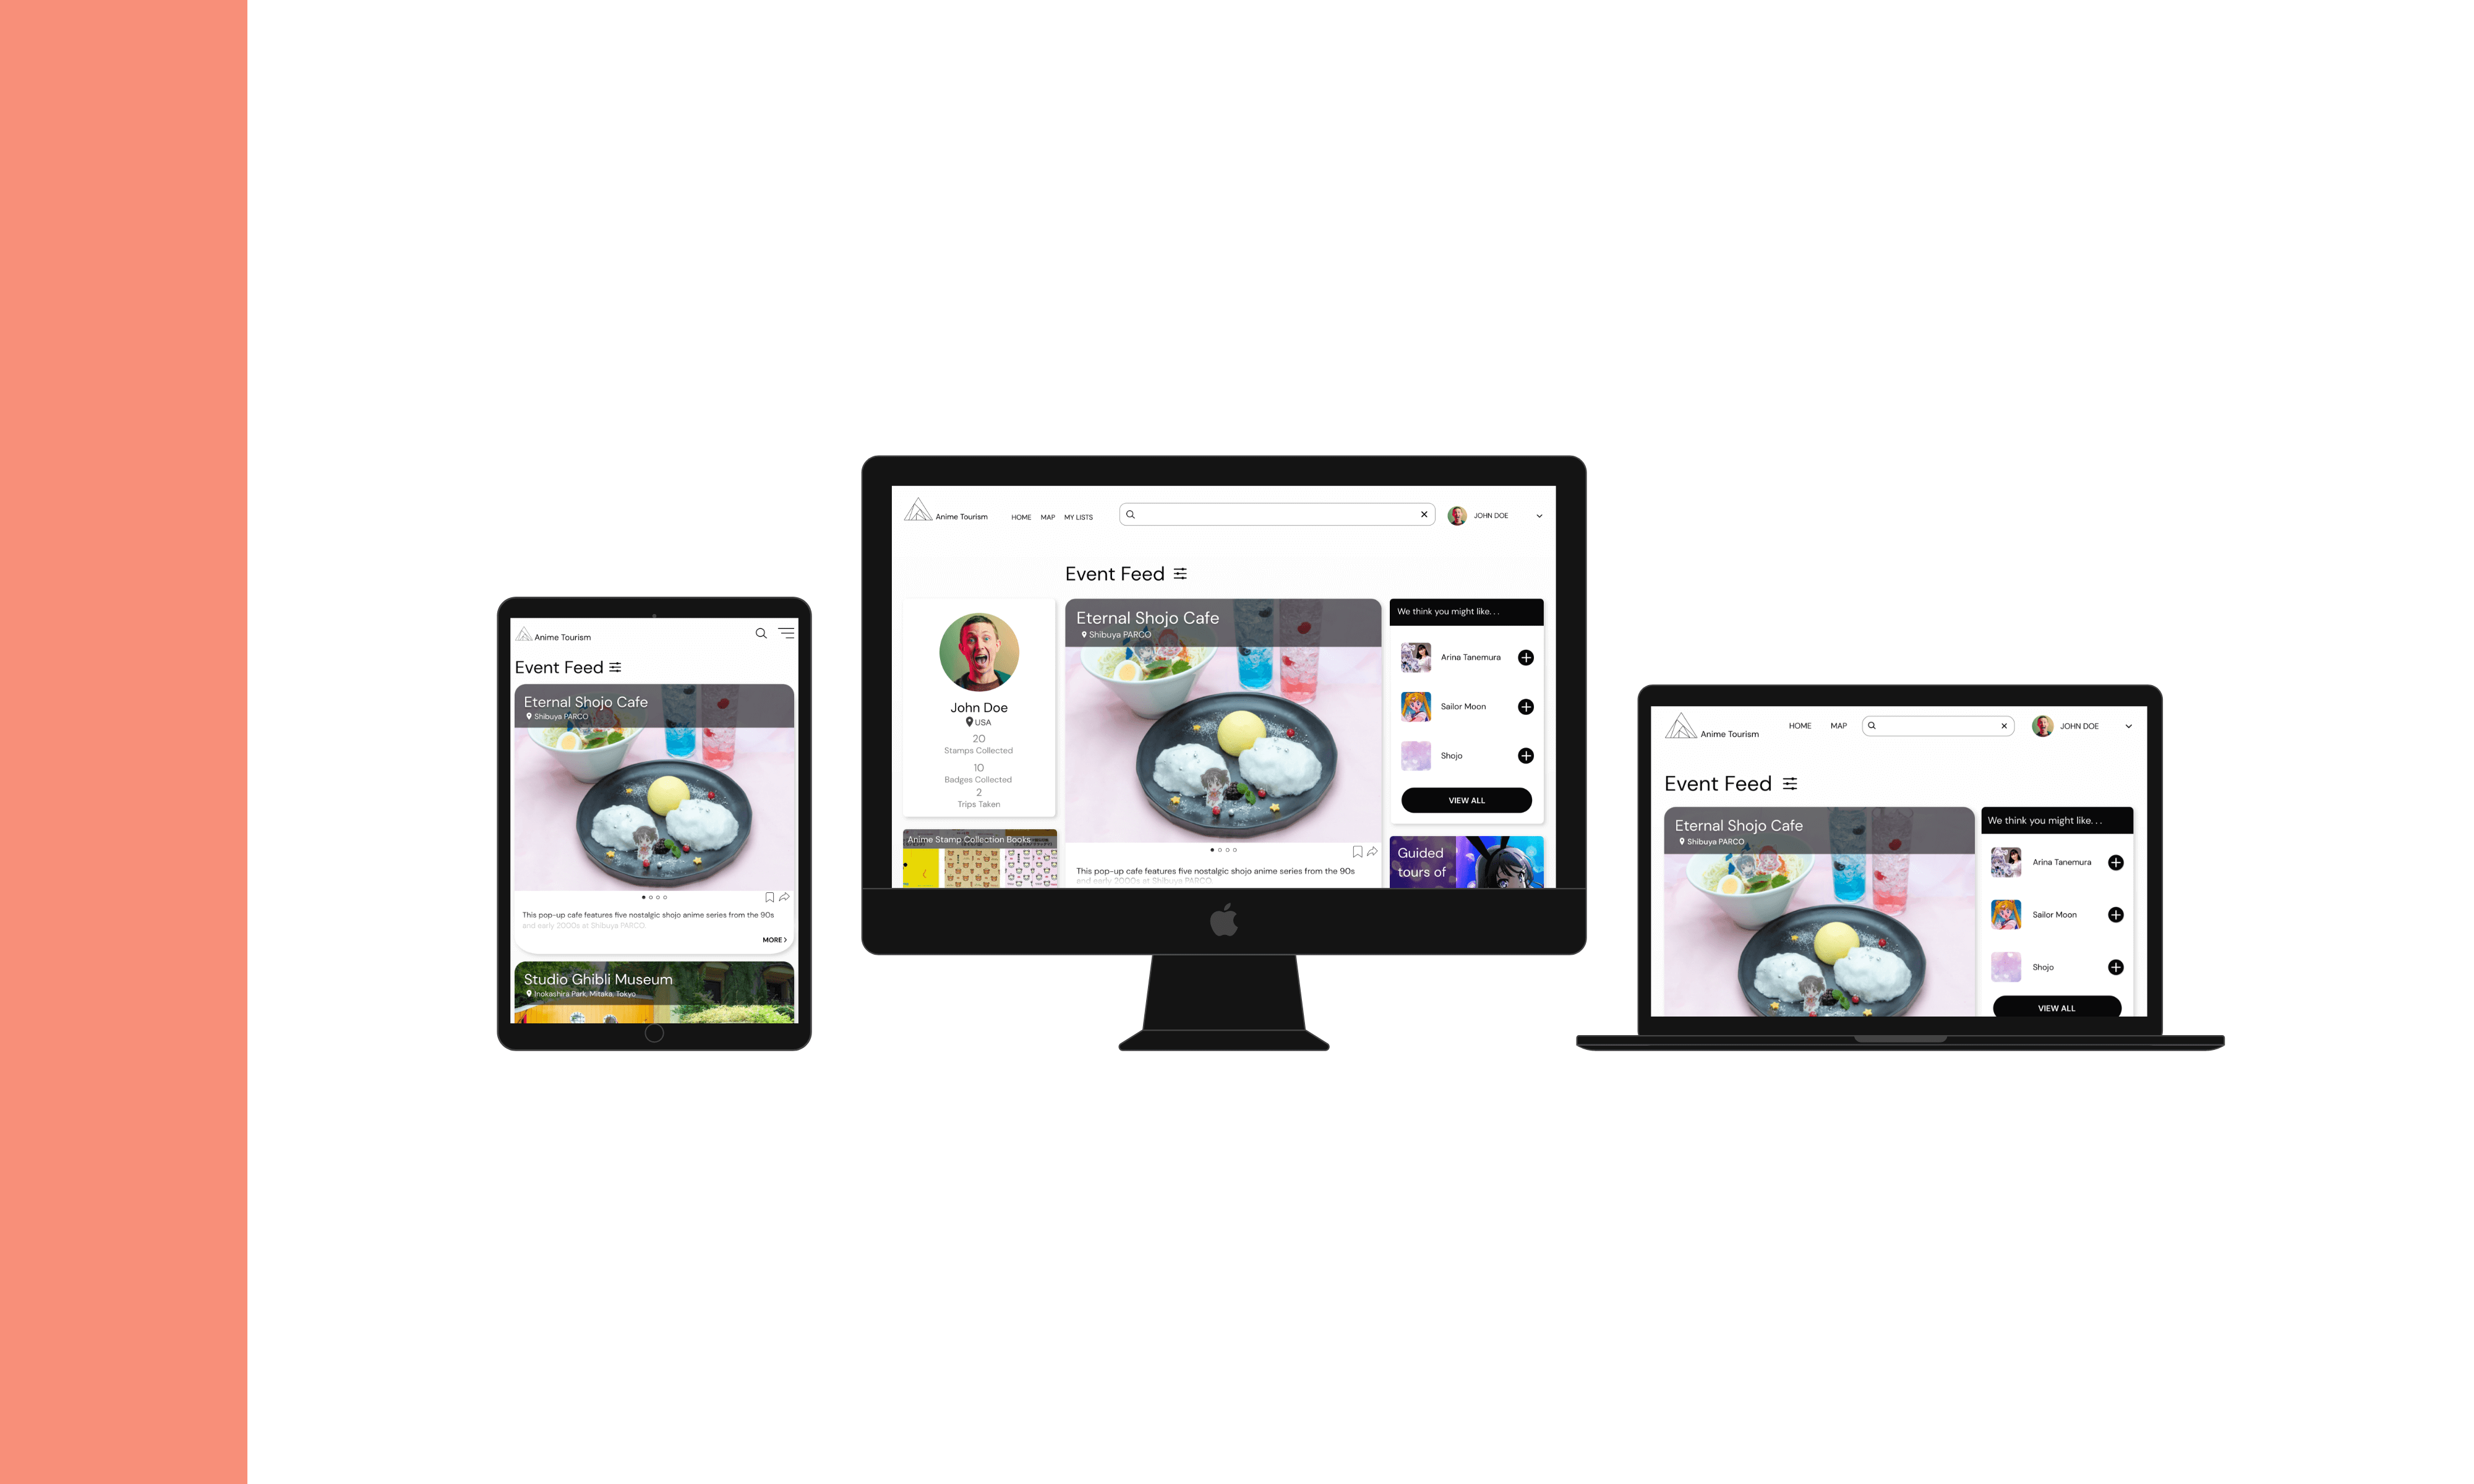 Anime Tourism
Event Feed
Eternal Shojo Cafe
Shibuya PARCO
This pop-up cafe features five nostalgic shojo anime series from the 90s
and early 2000s at Shibuya PARCO.
MORE
Studio Ghibli Museum
Inokashira Park, Mitaka, Tokyo
Anime Tourism
HOME MAP MY LISTS
JOHN DOE
Event Feed
John Doe
USA
20
Stamps Collected
10
Badges Collected
2
Trips Taken
Anime Stamp Collection Books
Eternal Shojo Cafe
Shibuya PARCO
This pop-up cafe features five nostalgic shojo anime series from the 90s
and early 2000s at Shibuya PARCO.
We think you might like. . .
Arina Tanemura
Sailor Moon
Shojo
VIEW ALL
Guided
tours of
Anime Tourism
HOME MAP
JOHN DOE
Event Feed
Eternal Shojo Cafe
Shibuya PARCO
We think you might like. . .
Arina Tanemura
Sailor Moon
Shojo
VIEW ALL